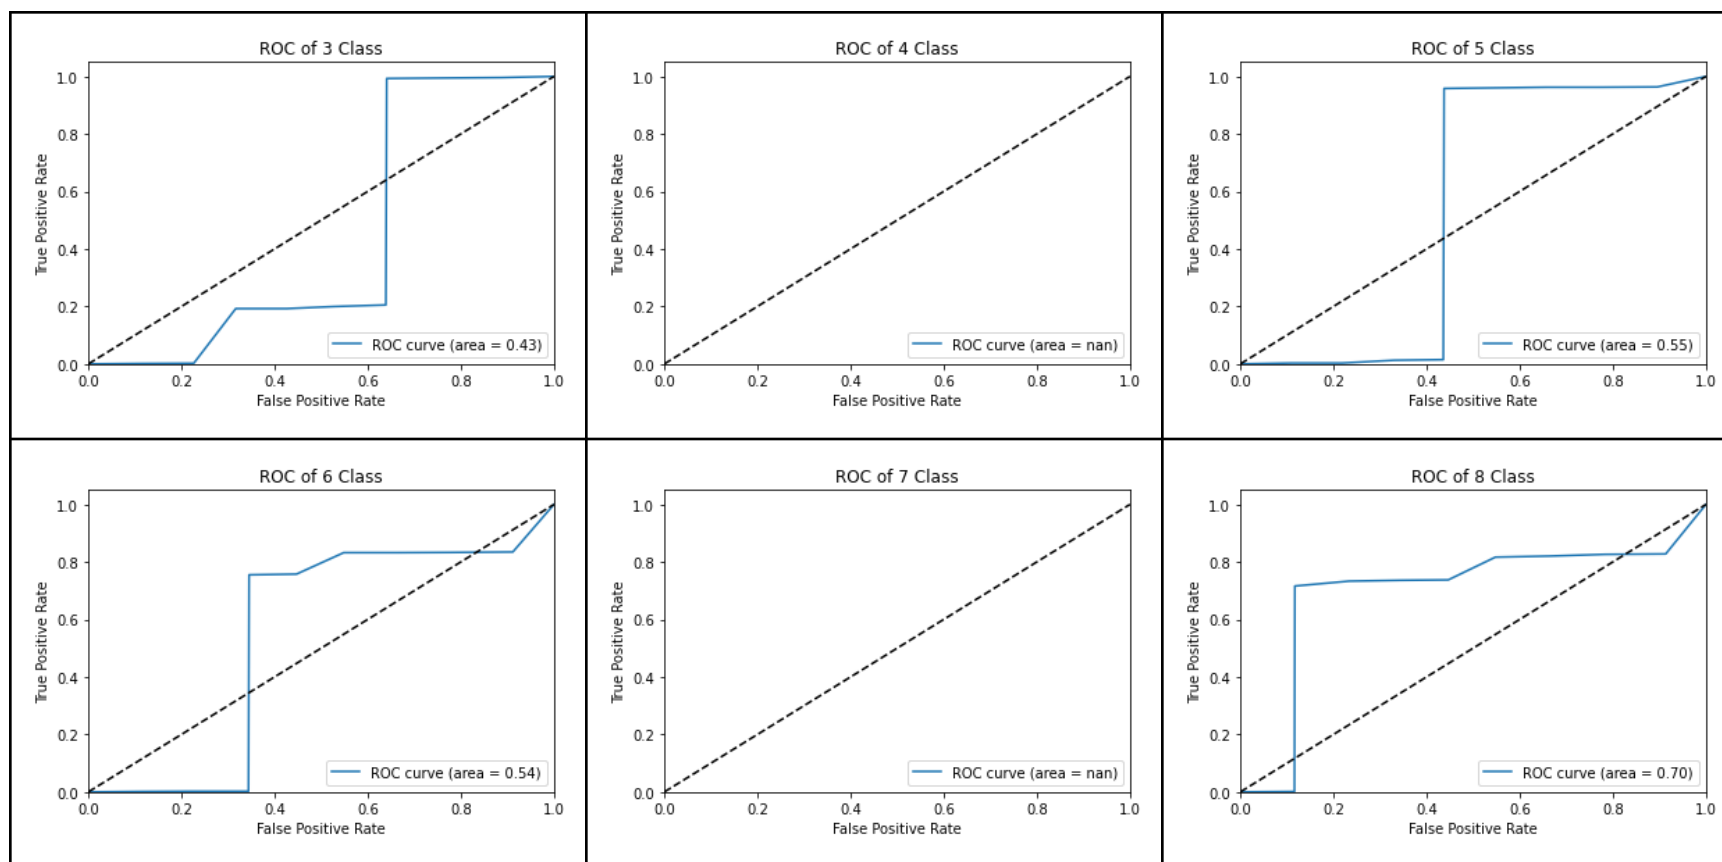 ROC of 3 Class
True Positive Rate
1.0
0.8
0.6
0.4
0.2
0.0
ROC curve (area = 0.43)
0.0 0.2 0.4 0.6 0.8 1.0
False Positive Rate
ROC of 4 Class
True Positive Rate
1.0
0.8
0.6
0.4
0.2
0.0
ROC curve (area = nan)
0.0 0.2 0.4 0.6 0.8 1.0
False Positive Rate
ROC of 5 Class
True Positive Rate
1.0
0.8
0.6
0.4
0.2
0.0
ROC curve (area = 0.55)
0.0 0.2 0.4 0.6 0.8 1.0
False Positive Rate
ROC of 6 Class
True Positive Rate
1.0
0.8
0.6
0.4
0.2
0.0
ROC curve (area = 0.54)
0.0 0.2 0.4 0.6 0.8 1.0
False Positive Rate
ROC of 7 Class
True Positive Rate
1.0
0.8
0.6
0.4
0.2
0.0
ROC curve (area = nan)
0.0 0.2 0.4 0.6 0.8 1.0
False Positive Rate
ROC of 8 Class
True Positive Rate
1.0
0.8
0.6
0.4
0.2
0.0
ROC curve (area = 0.70)
0.0 0.2 0.4 0.6 0.8 1.0
False Positive Rate